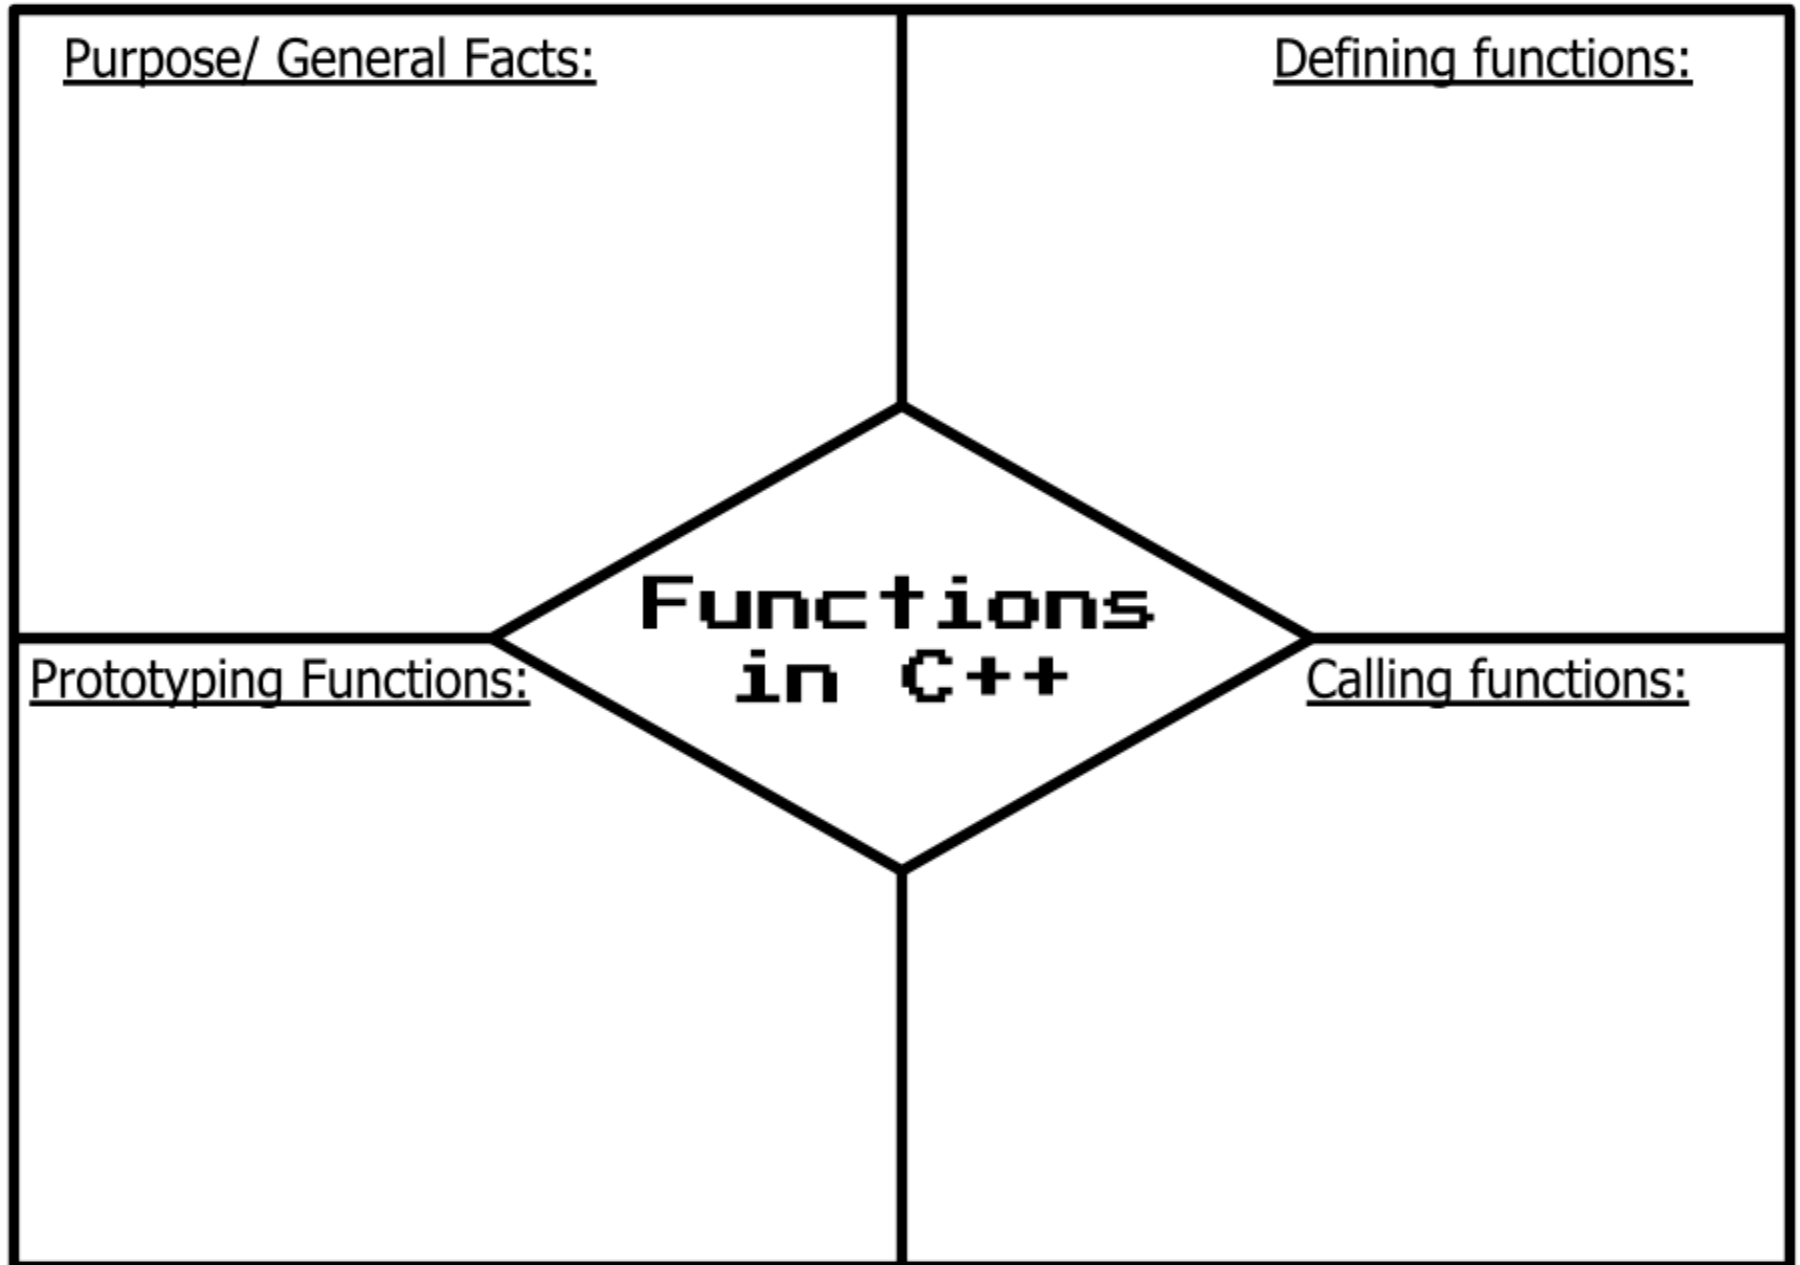 Purpose/ General Facts:
Defining functions:
Functions
in C++
Prototyping Functions:
Calling functions: